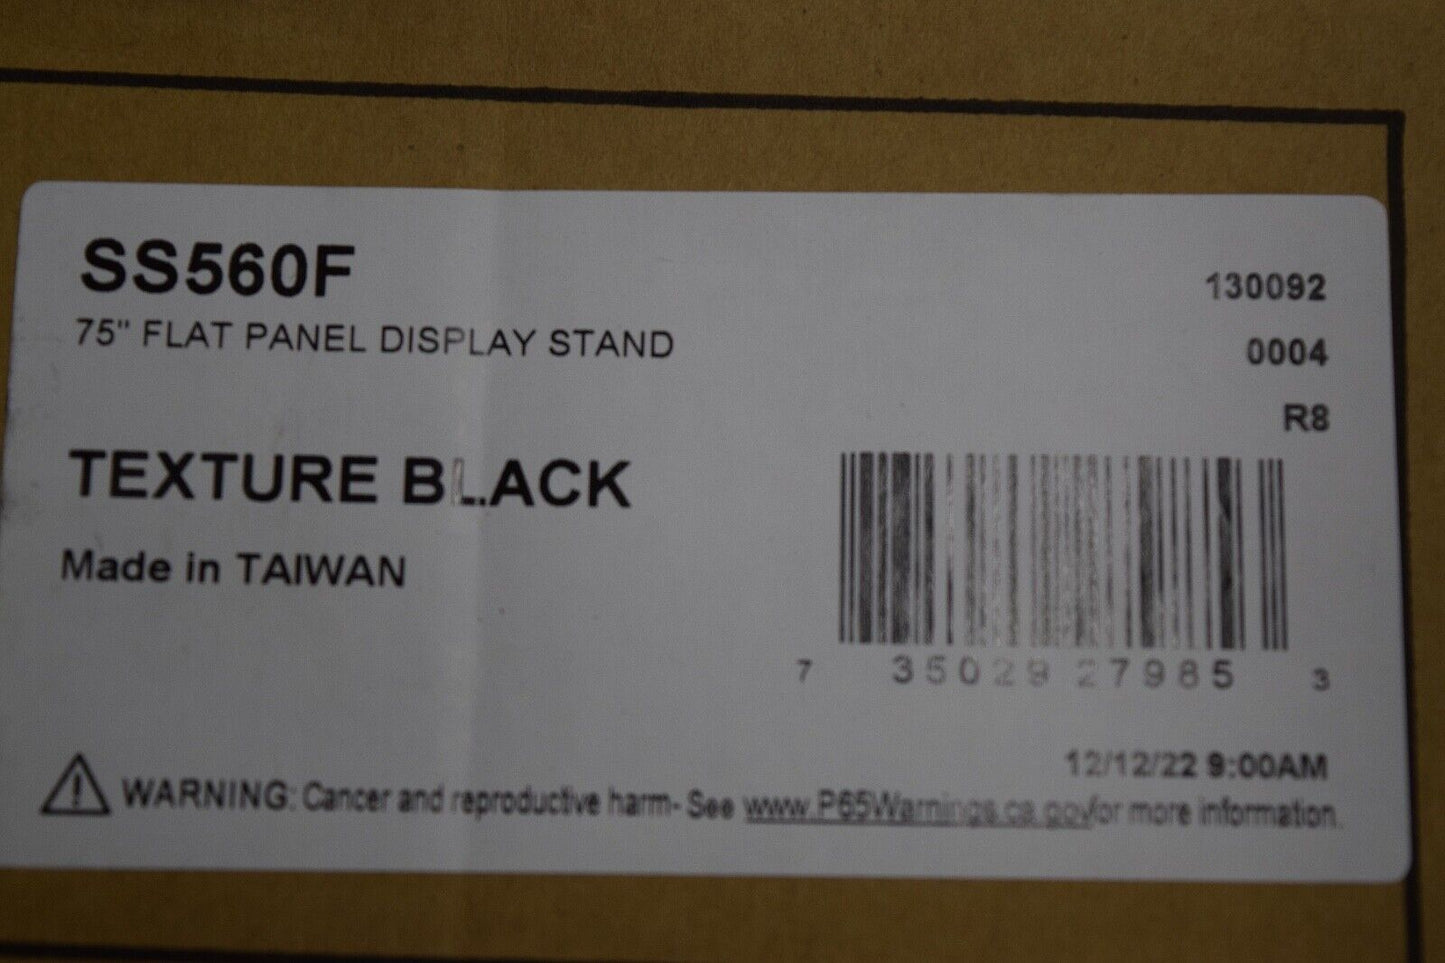 SS560F
75" FLAT PANEL DISPLAY STAND
TEXTURE BLACK
Made in TAIWAN
130092
0004
R8
7 35029 27985 3
12/12/22 9:00AM
WARNING: Cancer and reproductive harm- See www.P65Warnings.ca.gov for more information.